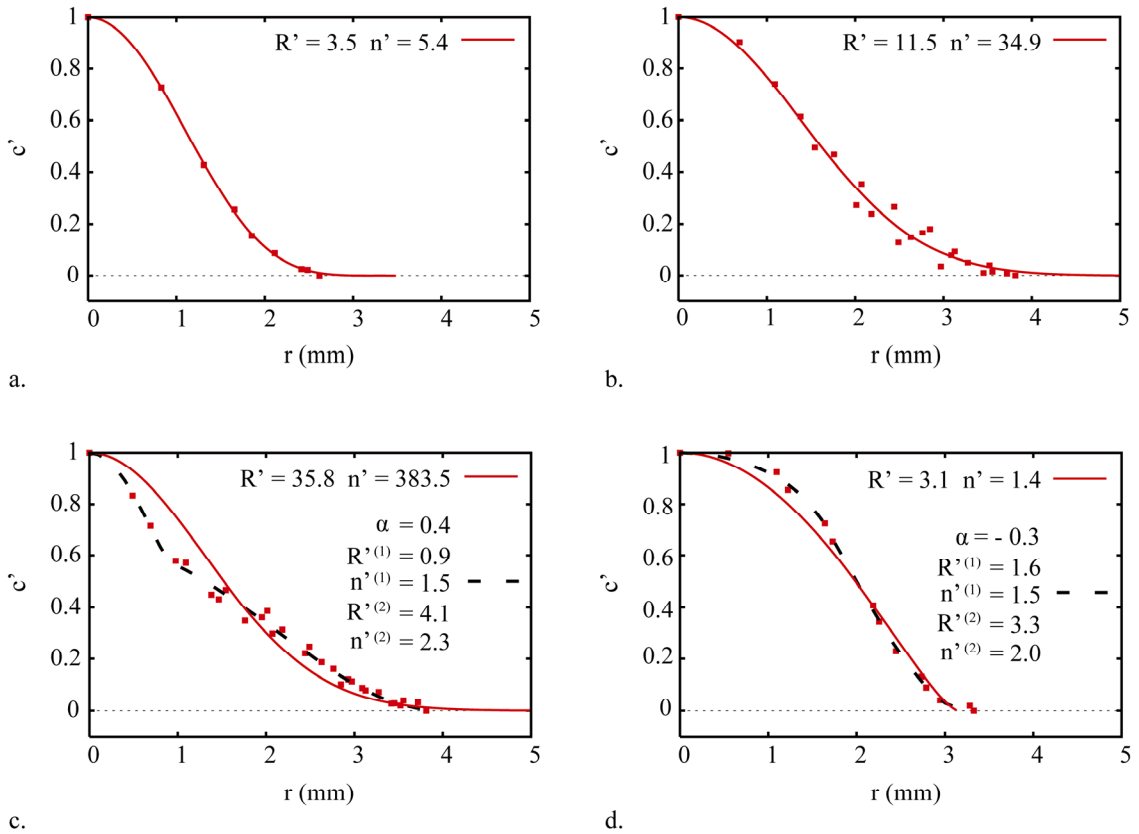 R’ = 3.5 n’ = 5.4
1
0.8
0.6
0.4
0.2
0
c’
0 1 2 3 4 5
r (mm)
a.
R’ = 11.5 n’ = 34.9
1
0.8
0.6
0.4
0.2
0
c’
0 1 2 3 4 5
r (mm)
b.
R’ = 35.8 n’ = 383.5
α = 0.4
R’⁽¹⁾ = 0.9
n’⁽¹⁾ = 1.5
R’⁽²⁾ = 4.1
n’⁽²⁾ = 2.3
1
0.8
0.6
0.4
0.2
0
c’
0 1 2 3 4 5
r (mm)
c.
R’ = 3.1 n’ = 1.4
α = - 0.3
R’⁽¹⁾ = 1.6
n’⁽¹⁾ = 1.5
R’⁽²⁾ = 3.3
n’⁽²⁾ = 2.0
1
0.8
0.6
0.4
0.2
0
c’
0 1 2 3 4 5
r (mm)
d.